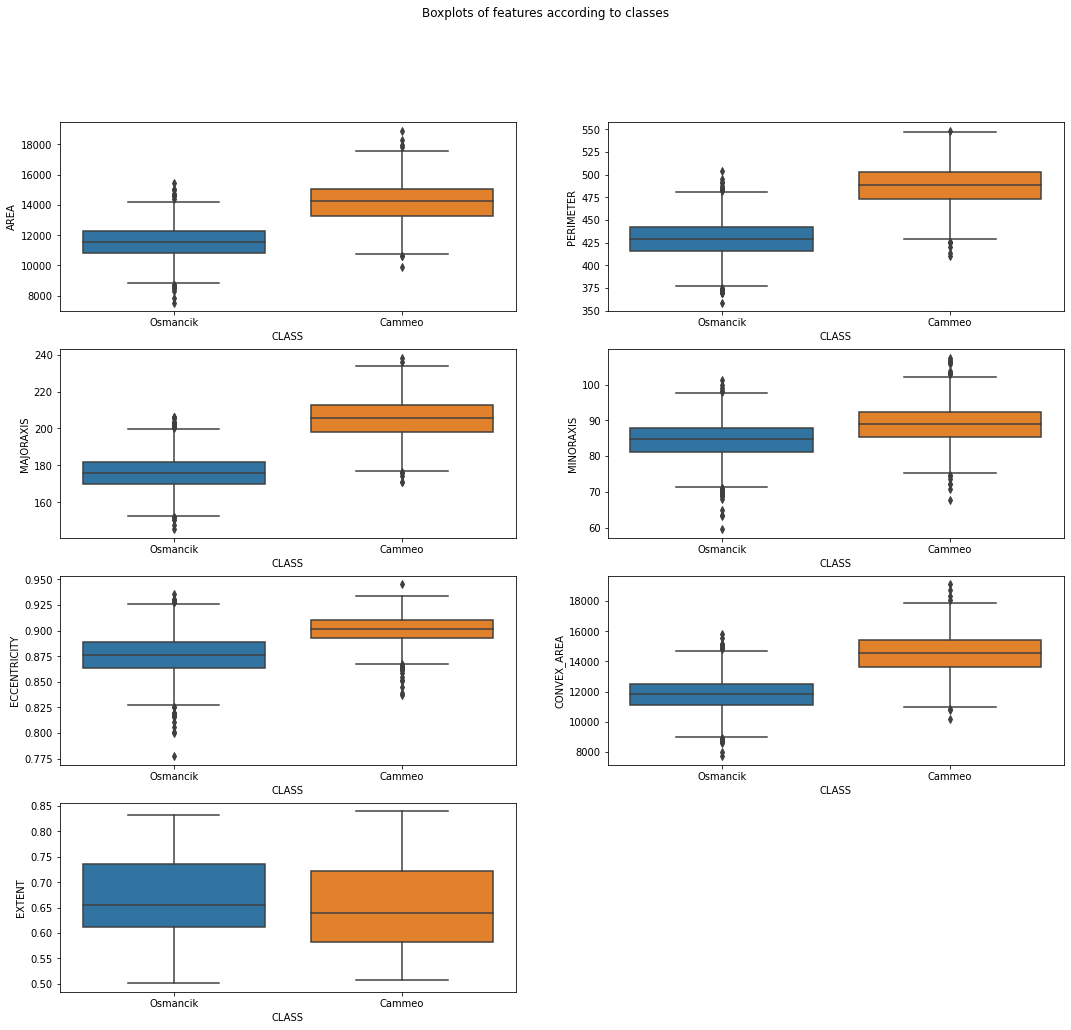 Boxplots of features according to classes
AREA
18000
16000
14000
12000
10000
8000
Osmancik Cammeo
CLASS
PERIMETER
550
525
500
475
450
425
400
375
350
Osmancik Cammeo
CLASS
MAJORAXIS
240
220
200
180
160
Osmancik Cammeo
CLASS
MINORAXIS
100
90
80
70
60
Osmancik Cammeo
CLASS
ECCENTRICITY
0.950
0.925
0.900
0.875
0.850
0.825
0.800
0.775
Osmancik Cammeo
CLASS
CONVEX_AREA
18000
16000
14000
12000
10000
8000
Osmancik Cammeo
CLASS
EXTENT
0.85
0.80
0.75
0.70
0.65
0.60
0.55
0.50
Osmancik Cammeo
CLASS